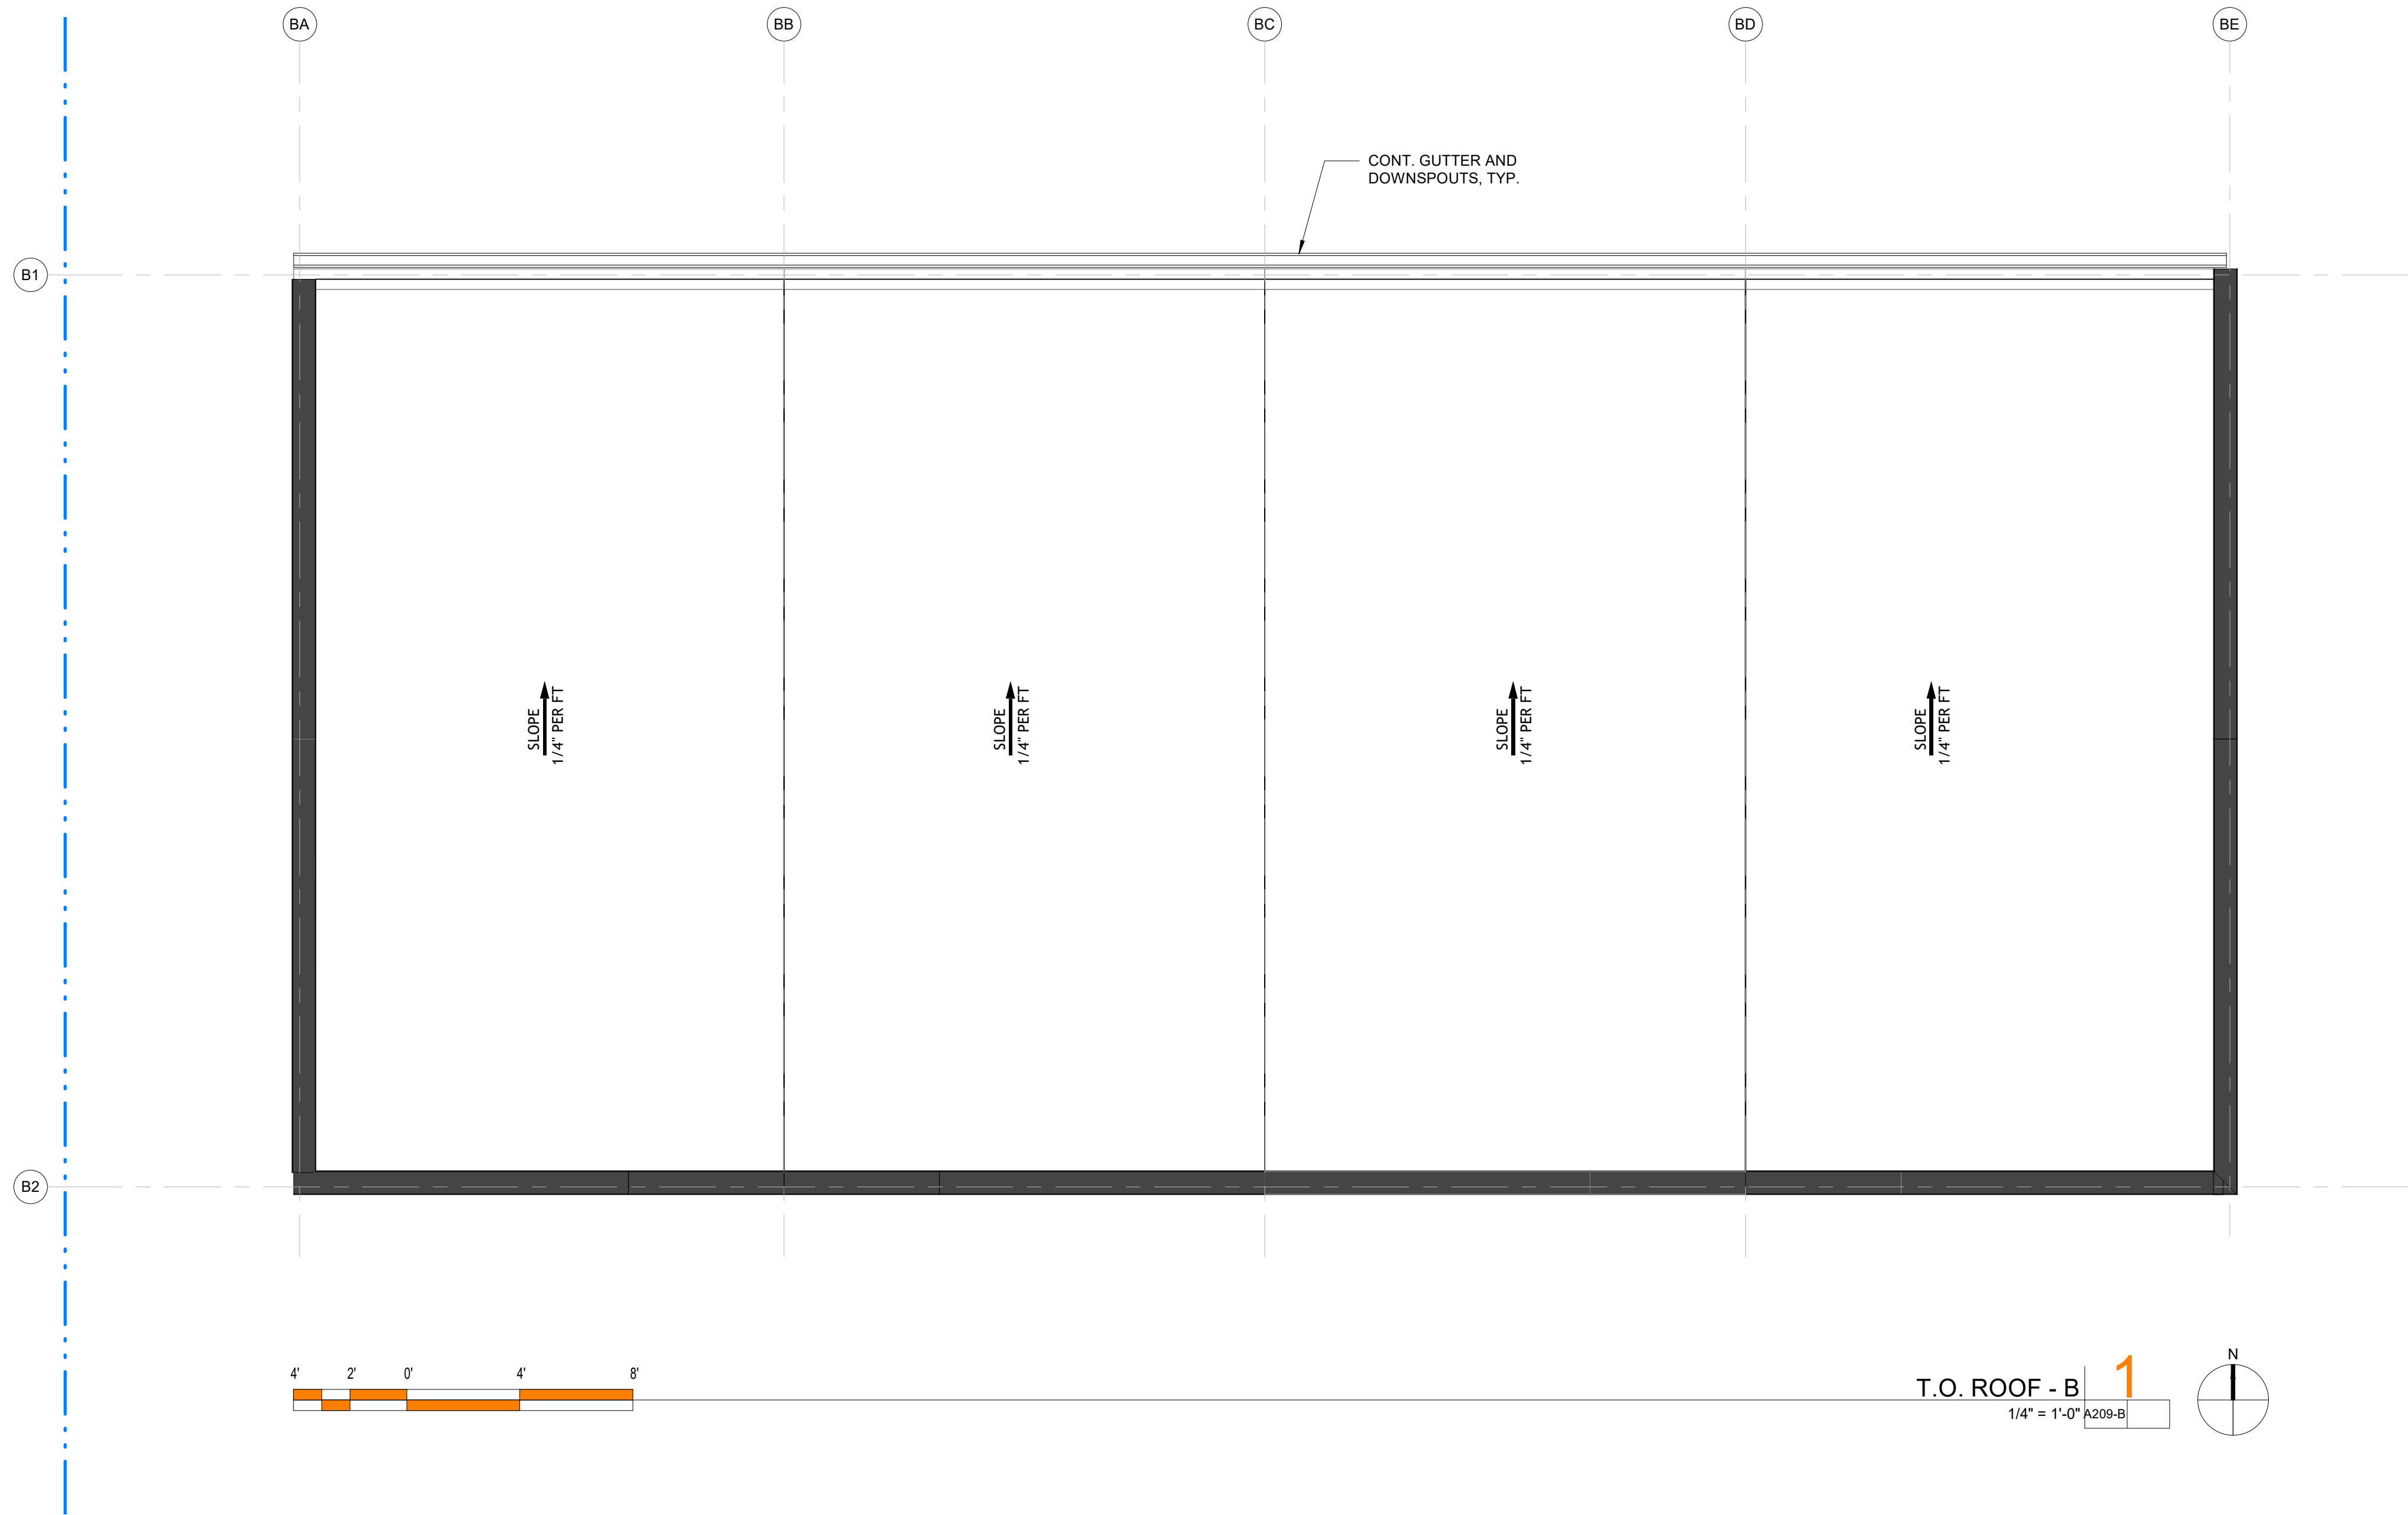 BA
BB
BC
BD
BE
CONT. GUTTER AND
DOWNSPOUTS, TYP.
B1
SLOPE
1/4" PER FT
SLOPE
1/4" PER FT
SLOPE
1/4" PER FT
SLOPE
1/4" PER FT
B2
4' 2' 0' 4' 8'
T.O. ROOF - B
1
1/4" = 1'-0"
A209-B
N